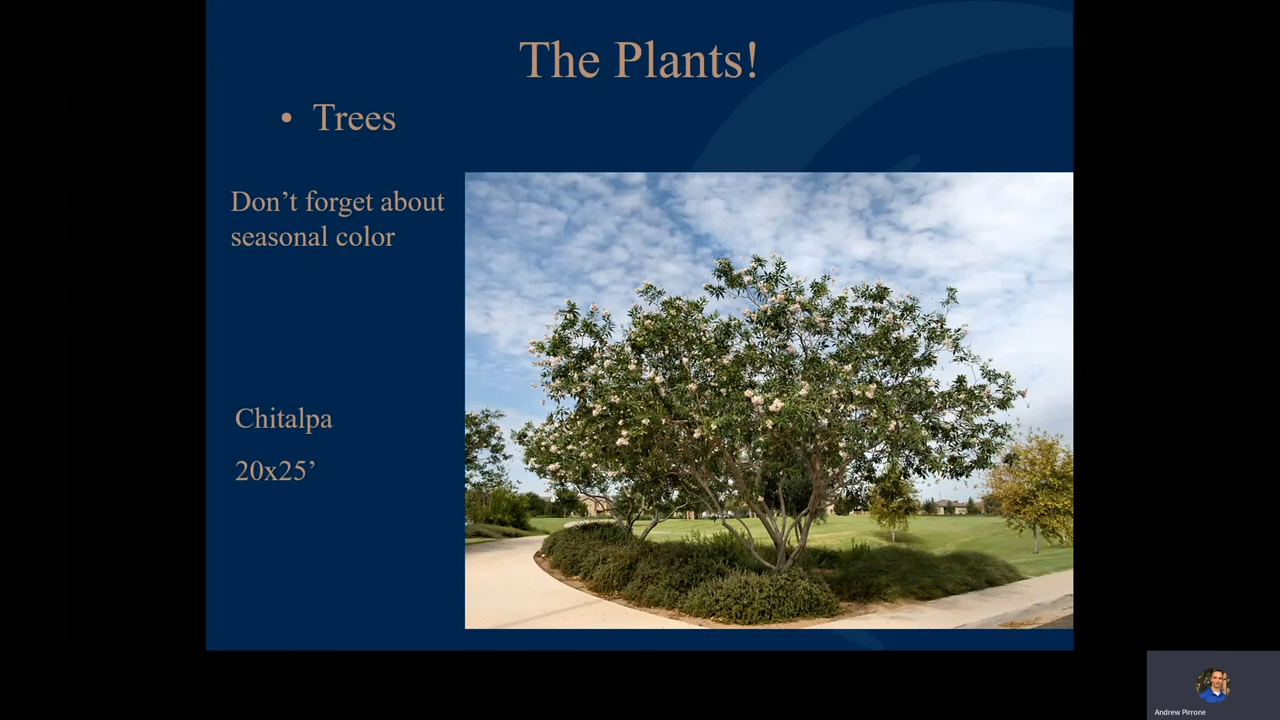 The Plants!
• Trees
Don’t forget about
seasonal color
Chitalpa
20x25’
Andrew Pirrone